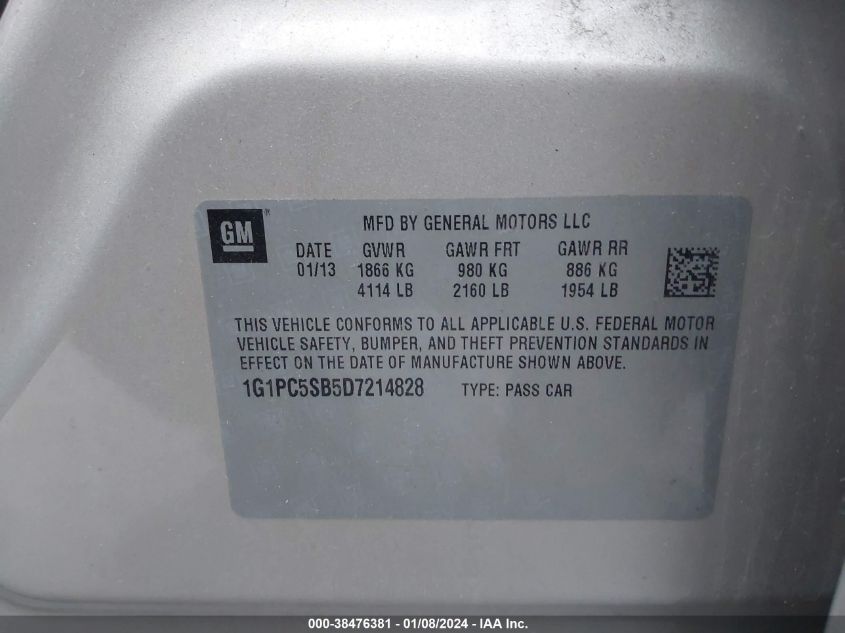 GM ®
MFD BY GENERAL MOTORS LLC
DATE GVWR GAWR FRT GAWR RR
01/13 1866 KG 980 KG 886 KG
4114 LB 2160 LB 1954 LB
THIS VEHICLE CONFORMS TO ALL APPLICABLE U.S. FEDERAL MOTOR
VEHICLE SAFETY, BUMPER, AND THEFT PREVENTION STANDARDS IN
EFFECT ON THE DATE OF MANUFACTURE SHOWN ABOVE.
1G1PC5SB5D7214828 TYPE: PASS CAR
000-38476381 - 01/08/2024 - IAA Inc.